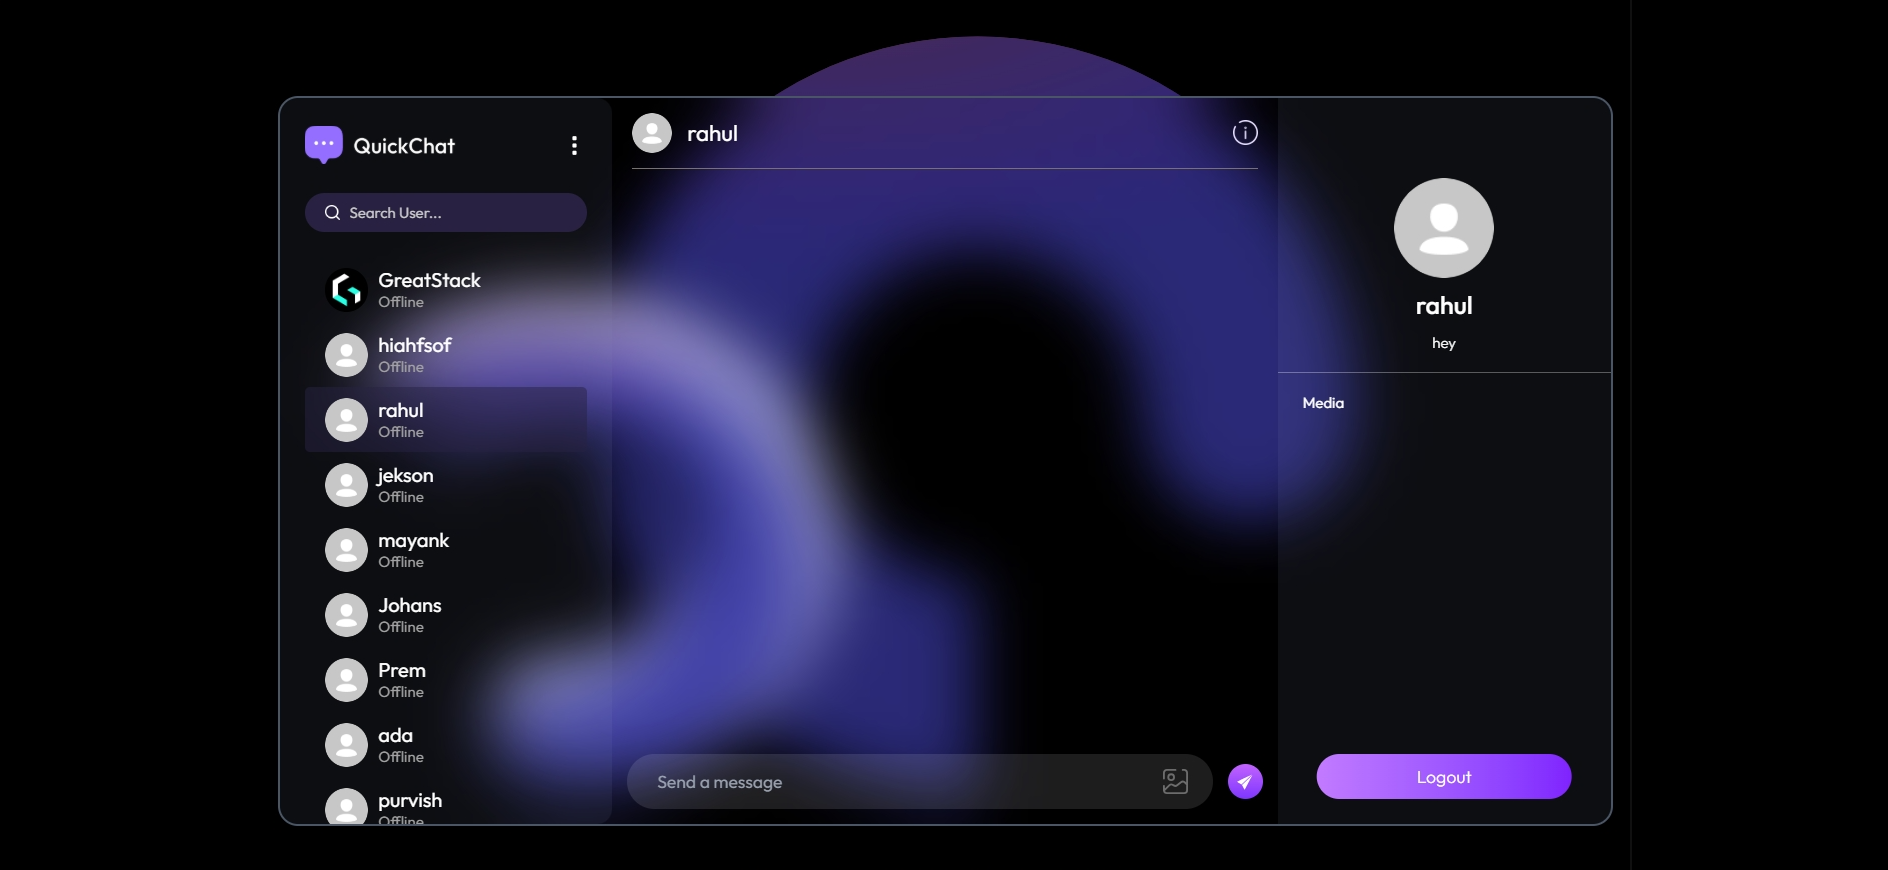 QuickChat
Search User...
GreatStack
Offline
hiahfsof
Offline
rahul
Offline
jekson
Offline
mayank
Offline
Johans
Offline
Prem
Offline
ada
Offline
purvish
Offline
rahul
Send a message
rahul
hey
Media
Logout